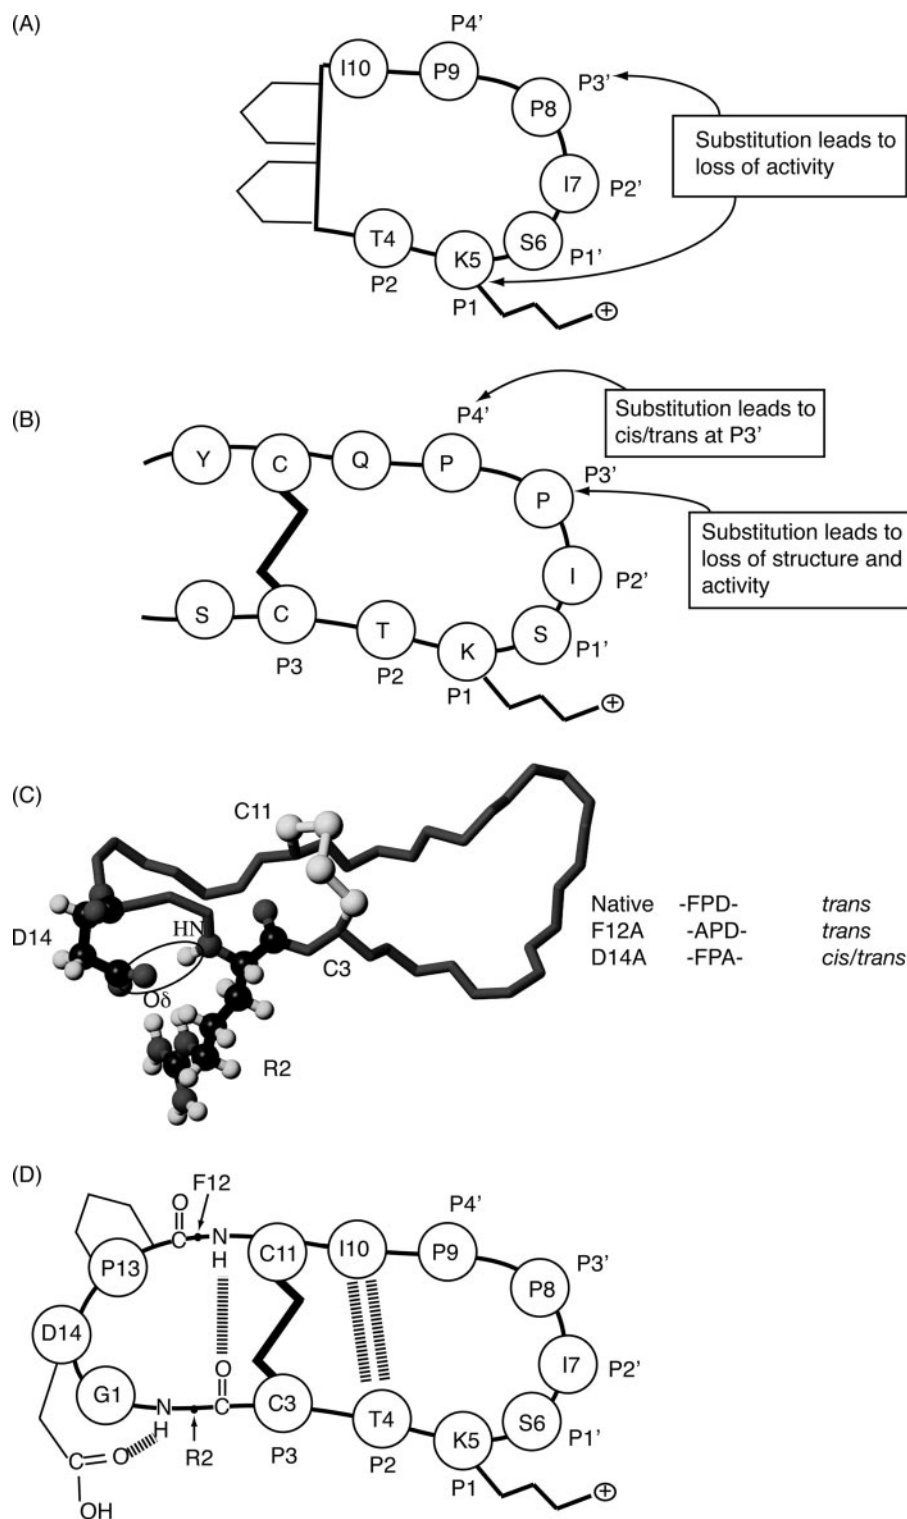 (A)
P4'
I10
P9
P8
P3'
Substitution leads to
loss of activity
I7
P2'
T4
K5
S6
P1'
P2
P1
+
(B)
P4'
Substitution leads to
cis/trans at P3'
Y
C
Q
P
P
P3'
Substitution leads to
loss of structure and
activity
I
P2'
S
C
T
K
S
P1'
P3
P2
P1
+
(C)
C11
Native -FPD- trans
F12A -APD- trans
D14A -FPA- cis/trans
D14
HN
C3
Oδ
R2
(D)
F12
P4'
O
C
N
H
C11
I10
P9
P3'
P13
P8
D14
I7
P2'
G1
N
H
O
C
C3
T4
K5
S6
P1'
R2
P3
P2
P1
C
O
OH
+